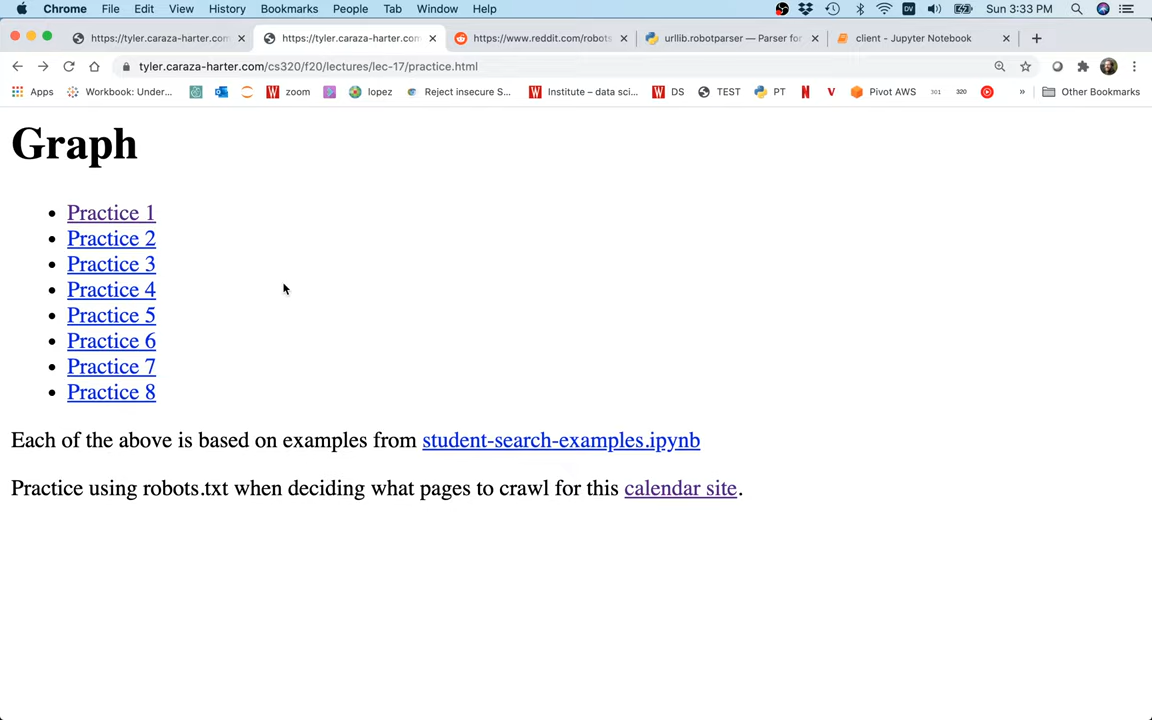 Chrome File Edit View History Bookmarks People Tab Window Help DV Sun 3:33 PM
https://tyler.caraza-harter.com/ https://tyler.caraza-harter.com/ https://www.reddit.com/robots urllib.robotparser — Parser for client - Jupyter Notebook
tyler.caraza-harter.com/cs320/f20/lectures/lec-17/practice.html
Apps Workbook: Under... zoom lopez Reject insecure S... Institute – data sci... DS TEST PT Pivot AWS 301 320 » Other Bookmarks
Graph
• Practice 1
• Practice 2
• Practice 3
• Practice 4
• Practice 5
• Practice 6
• Practice 7
• Practice 8
Each of the above is based on examples from student-search-examples.ipynb
Practice using robots.txt when deciding what pages to crawl for this calendar site.